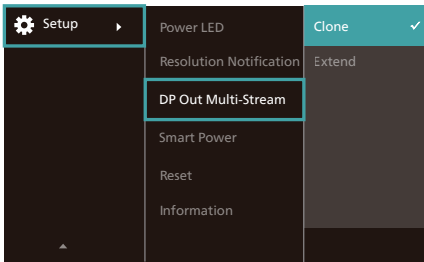 Setup
Power LED
Resolution Notification
DP Out Multi-Stream
Smart Power
Reset
Information
Clone
Extend